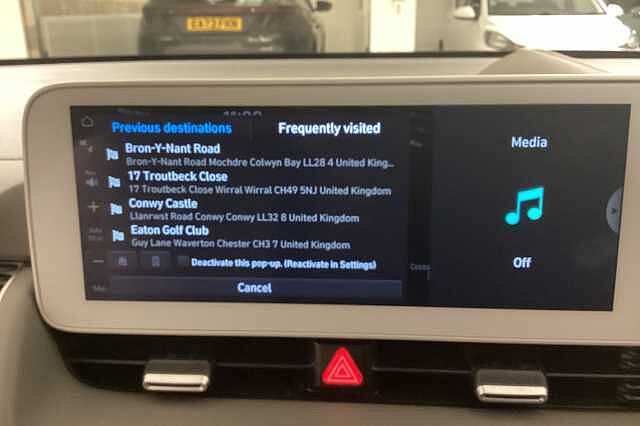 Previous destinations
Frequently visited
Bron-Y-Nant Road
Bron-Y-Nant Road Mochdre Colwyn Bay LL28 4 United King...
17 Troutbeck Close
17 Troutbeck Close Wirral Wirral CH49 5NJ United Kingdom
Conwy Castle
Llanrwst Road Conwy Conwy LL32 8 United Kingdom
Eaton Golf Club
Guy Lane Waverton Chester CH3 7 United Kingdom
Deactivate this pop-up. (Reactivate in Settings)
Cancel
Media
Off